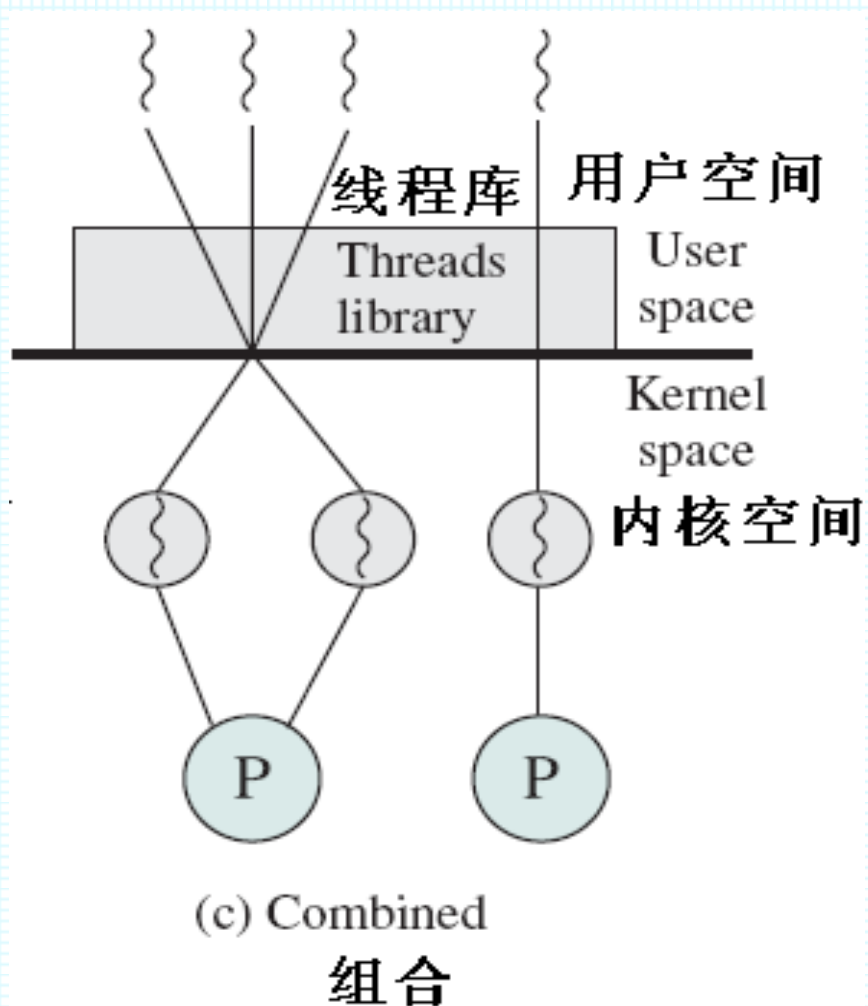 线程库 用户空间
Threads
library
User
space
Kernel
space
内核空间
P P
(c) Combined
组合